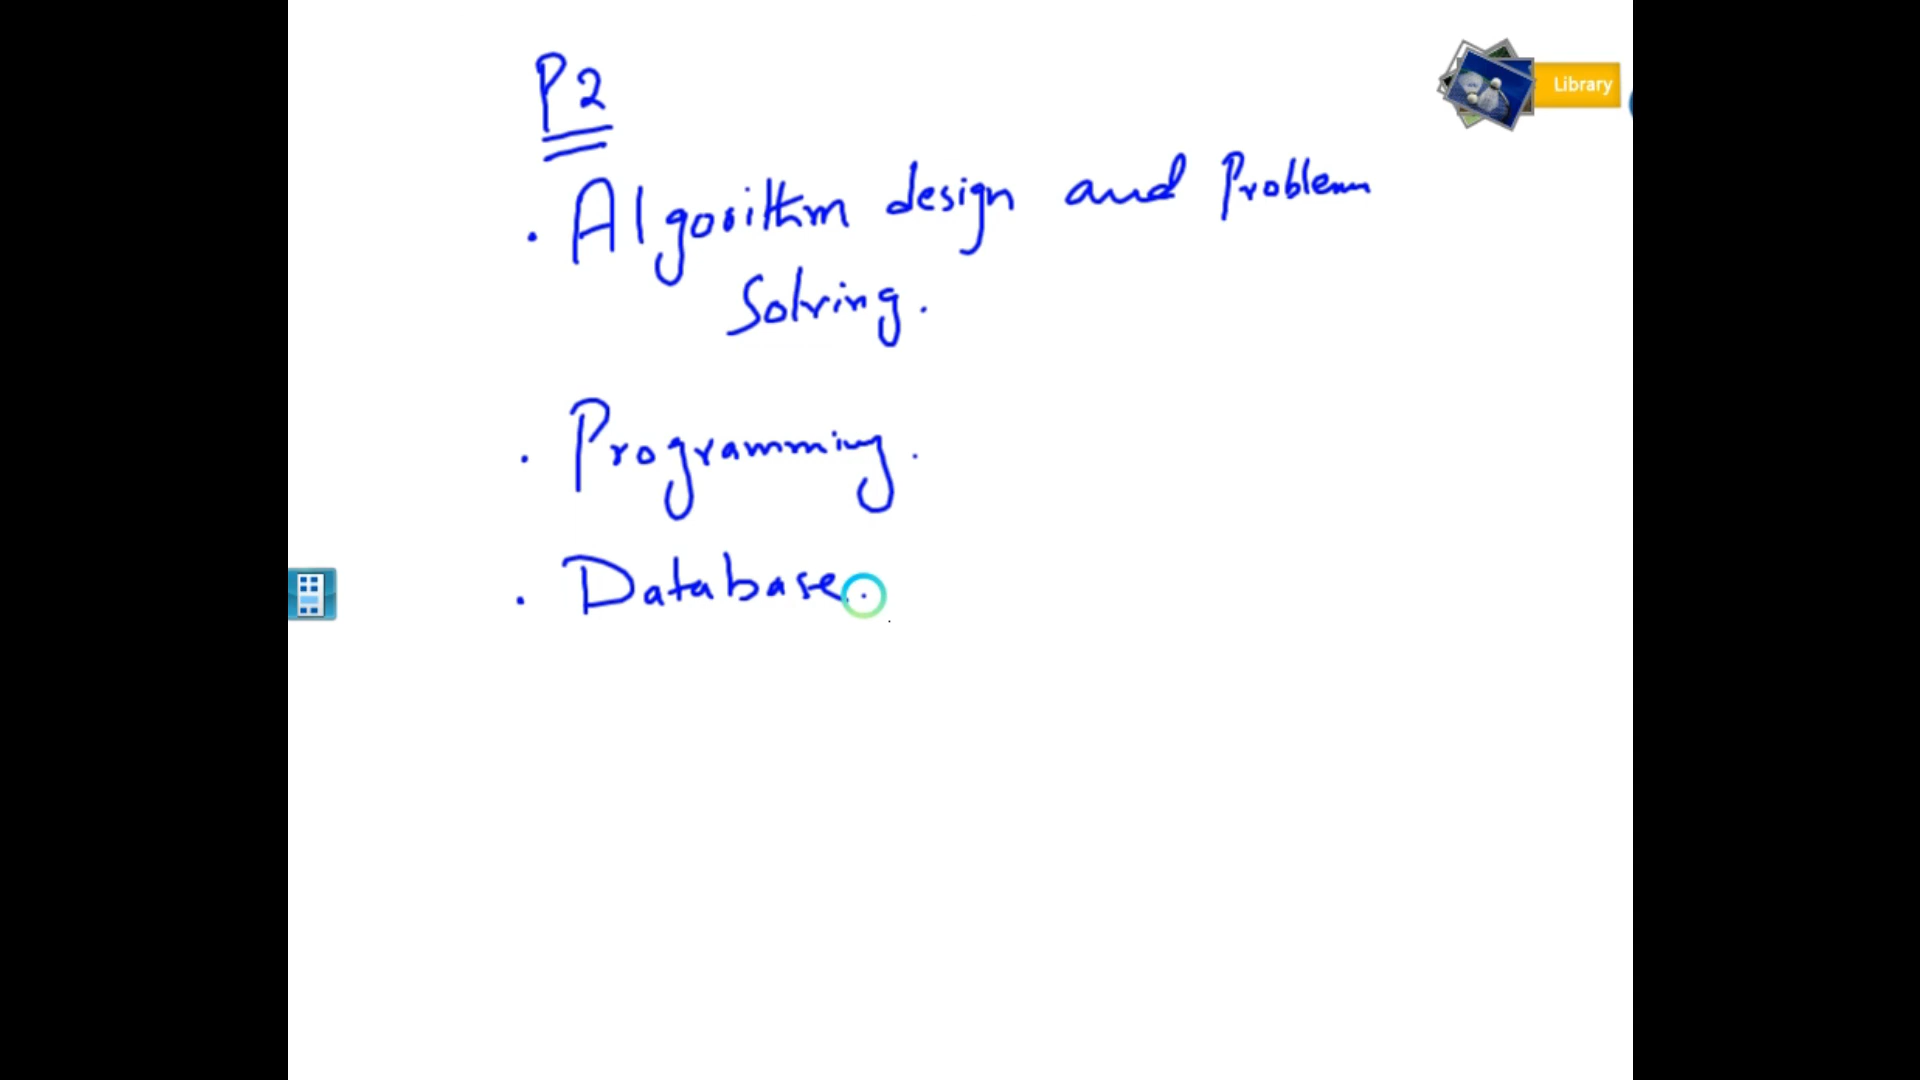 P2
Library
. Algorithm design and Problem
Solving.
. Programming.
. Database.